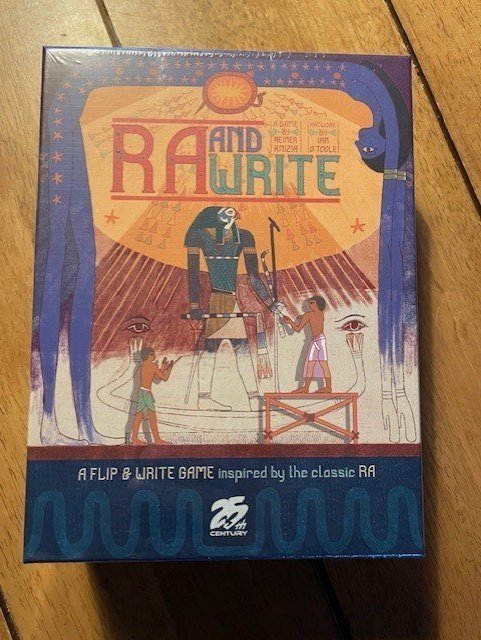 RA AND
WRITE
A GAME
BY
REINER
KNIZIA
ARTWORK
BY
IAN
O'TOOLE
A FLIP & WRITE GAME inspired by the classic RA
25th
CENTURY